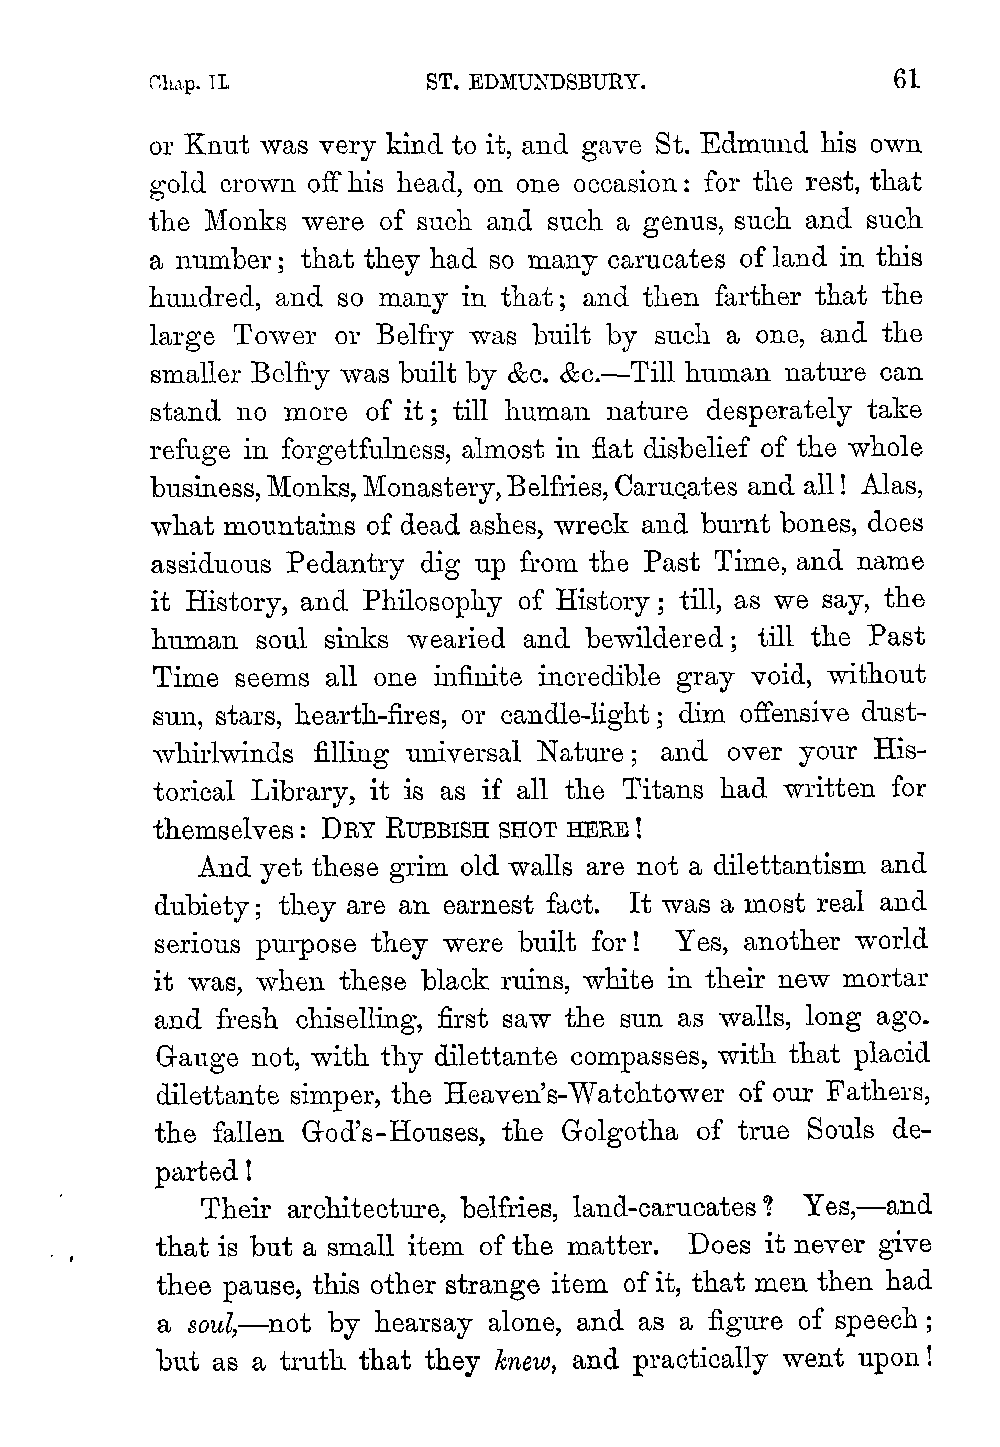 Chap. II. ST. EDMUNDSBURY. 61
or Knut was very kind to it, and gave St. Edmund his own
gold crown off his head, on one occasion: for the rest, that
the Monks were of such and such a genus, such and such
a number; that they had so many carucates of land in this
hundred, and so many in that; and then farther that the
large Tower or Belfry was built by such a one, and the
smaller Belfry was built by &c. &c.—Till human nature can
stand no more of it; till human nature desperately take
refuge in forgetfulness, almost in flat disbelief of the whole
business, Monks, Monastery, Belfries, Carucates and all! Alas,
what mountains of dead ashes, wreck and burnt bones, does
assiduous Pedantry dig up from the Past Time, and name
it History, and Philosophy of History; till, as we say, the
human soul sinks wearied and bewildered; till the Past
Time seems all one infinite incredible gray void, without
sun, stars, hearth-fires, or candle-light; dim offensive dust-
whirlwinds filling universal Nature; and over your His-
torical Library, it is as if all the Titans had written for
themselves: DRY RUBBISH SHOT HERE!
And yet these grim old walls are not a dilettantism and
dubiety; they are an earnest fact. It was a most real and
serious purpose they were built for! Yes, another world
it was, when these black ruins, white in their new mortar
and fresh chiselling, first saw the sun as walls, long ago.
Gauge not, with thy dilettante compasses, with that placid
dilettante simper, the Heaven's-Watchtower of our Fathers,
the fallen God's-Houses, the Golgotha of true Souls de-
parted!
Their architecture, belfries, land-carucates? Yes,—and
that is but a small item of the matter. Does it never give
thee pause, this other strange item of it, that men then had
a soul,—not by hearsay alone, and as a figure of speech;
but as a truth that they knew, and practically went upon!